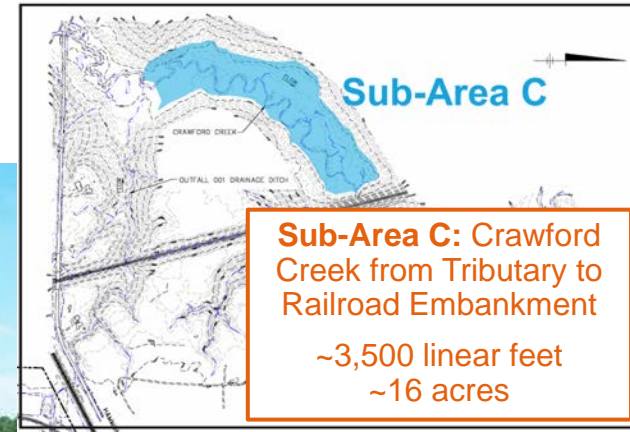 Sub-Area C
CRAWFORD CREEK
OUTFALL 001 DRAINAGE DITCH
Sub-Area C: Crawford
Creek from Tributary to
Railroad Embankment
~3,500 linear feet
~16 acres